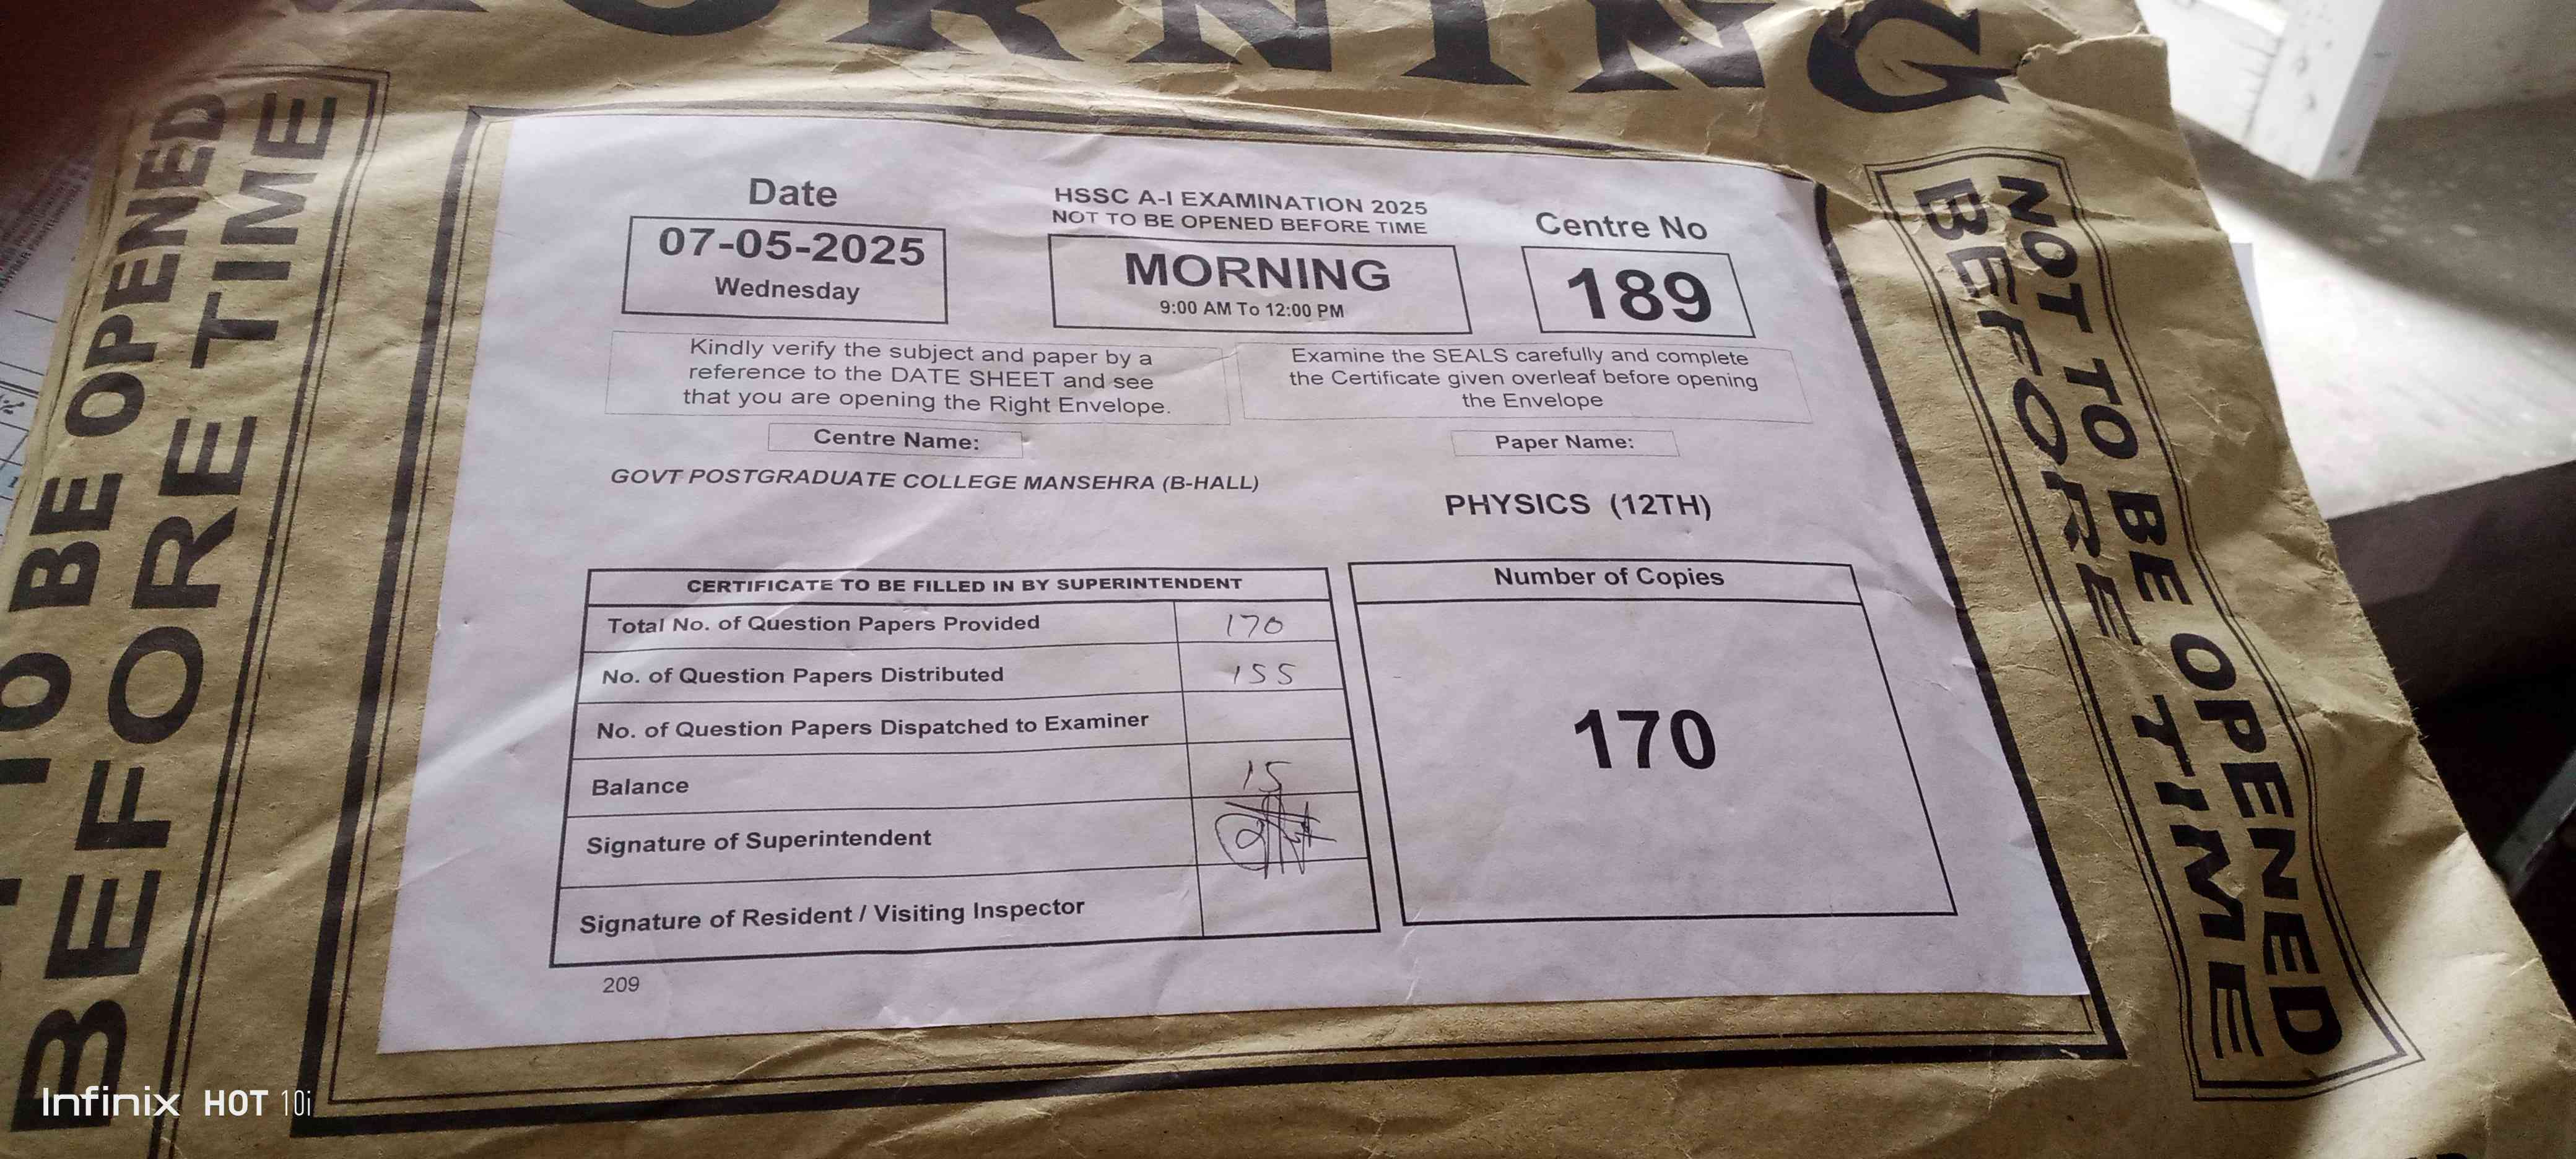 MORNING
NOT TO BE OPENED
BEFORE TIME
Date
07-05-2025
Wednesday
HSSC A-I EXAMINATION 2025
NOT TO BE OPENED BEFORE TIME
MORNING
9:00 AM To 12:00 PM
Centre No
189
Kindly verify the subject and paper by a
reference to the DATE SHEET and see
that you are opening the Right Envelope.
Examine the SEALS carefully and complete
the Certificate given overleaf before opening
the Envelope
Centre Name:
GOVT POSTGRADUATE COLLEGE MANSEHRA (B-HALL)
Paper Name:
PHYSICS (12TH)
CERTIFICATE TO BE FILLED IN BY SUPERINTENDENT
Total No. of Question Papers Provided 170
No. of Question Papers Distributed 155
No. of Question Papers Dispatched to Examiner
Balance 15
Signature of Superintendent
Signature of Resident / Visiting Inspector
Number of Copies
170
209
NOT TO BE OPENED
BEFORE TIME
Infinix HOT 10i